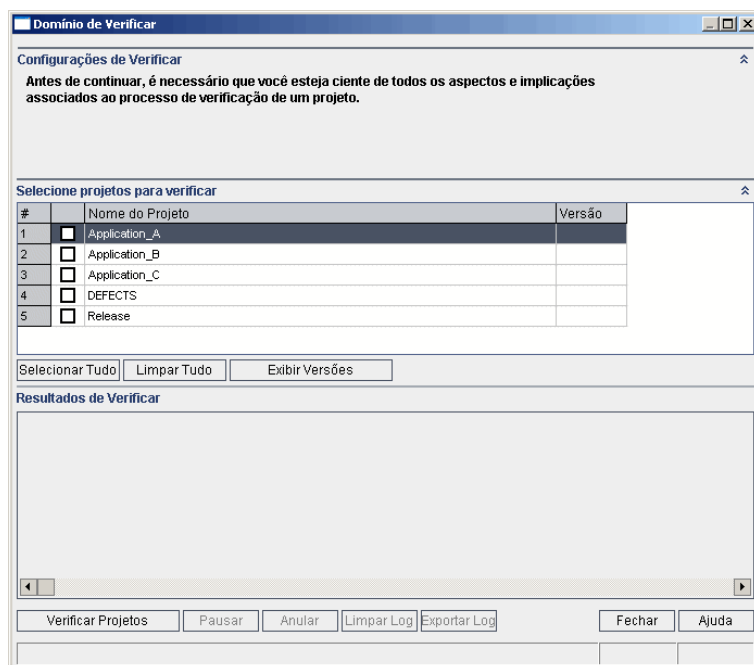 Domínio de Verificar
Configurações de Verificar
Antes de continuar, é necessário que você esteja ciente de todos os aspectos e implicações
associados ao processo de verificação de um projeto.
Selecione projetos para verificar
# Nome do Projeto Versão
1 Application_A
2 Application_B
3 Application_C
4 DEFECTS
5 Release
Selecionar Tudo Limpar Tudo Exibir Versões
Resultados de Verificar
Verificar Projetos Pausar Anular Limpar Log Exportar Log Fechar Ajuda